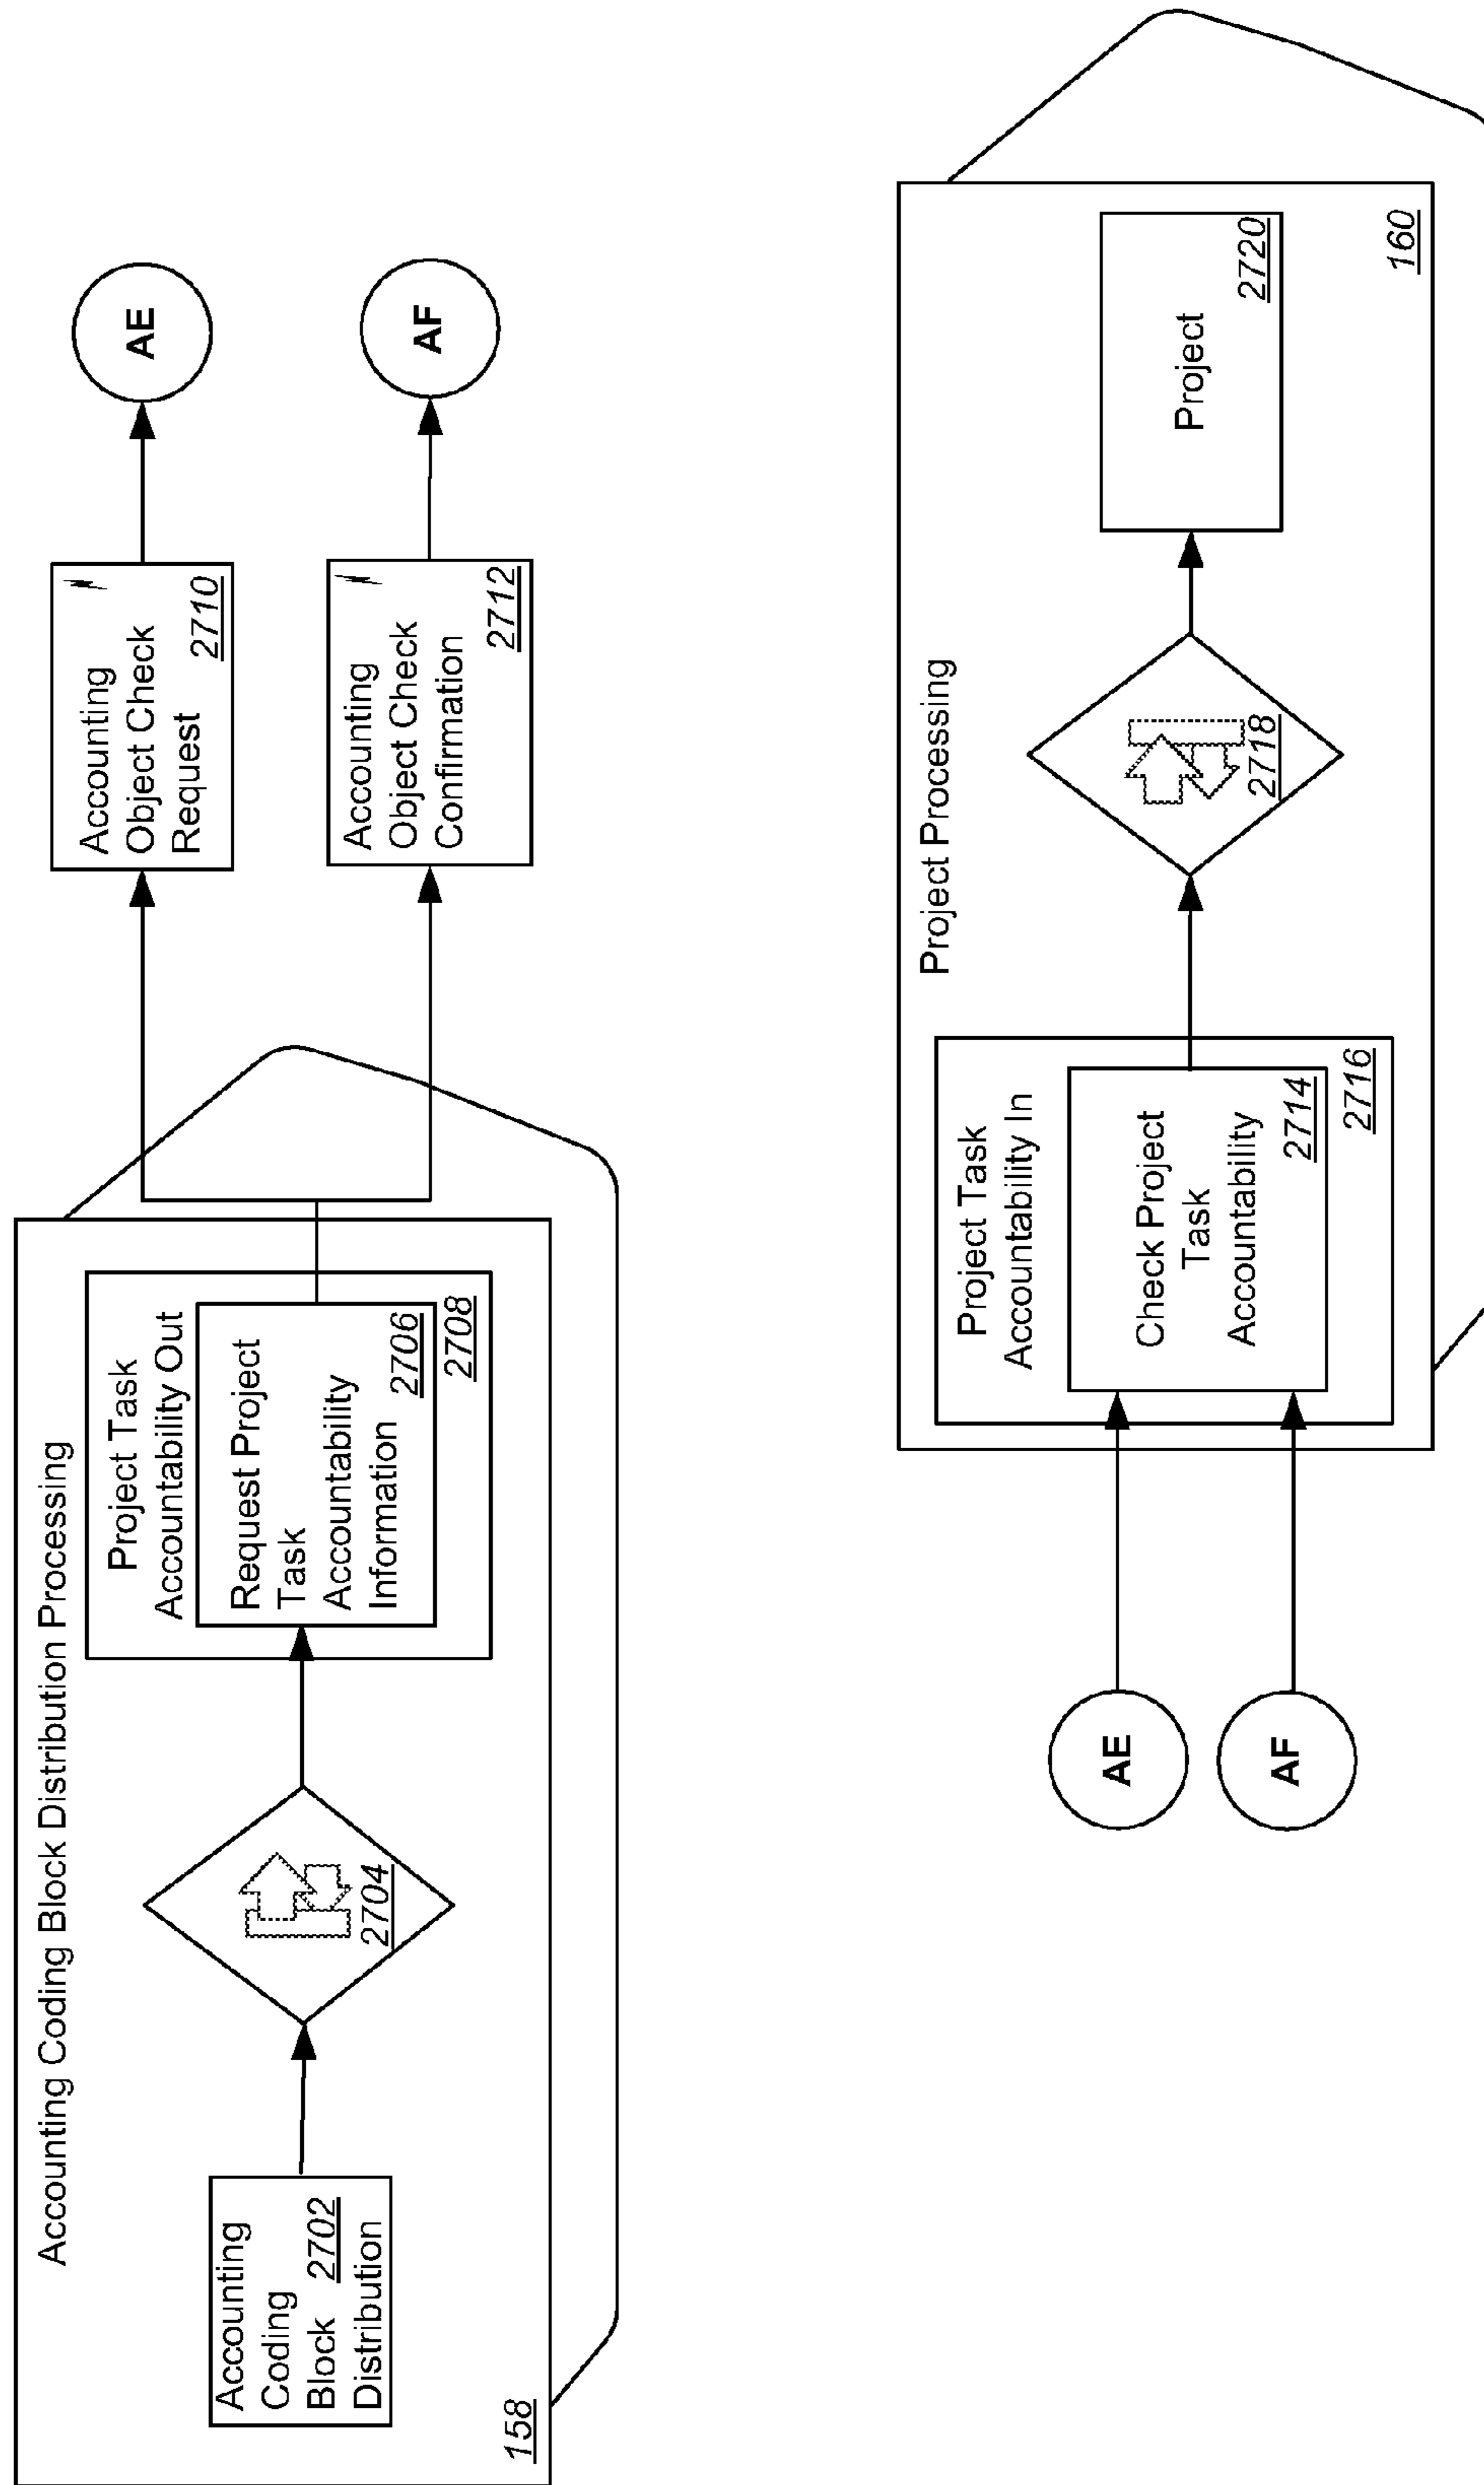 Accounting Coding Block Distribution Processing
Accounting
Coding
Block 2702
Distribution
2704
Project Task
Accountability Out
Request Project
Task
Accountability
Information 2706
2708
158
Accounting
Object Check
Request 2710
AE
Accounting
Object Check
Confirmation 2712
AF
AE
AF
Project Processing
Project Task
Accountability In
Check Project
Task
Accountability
2714
2716
2718
Project
2720
160